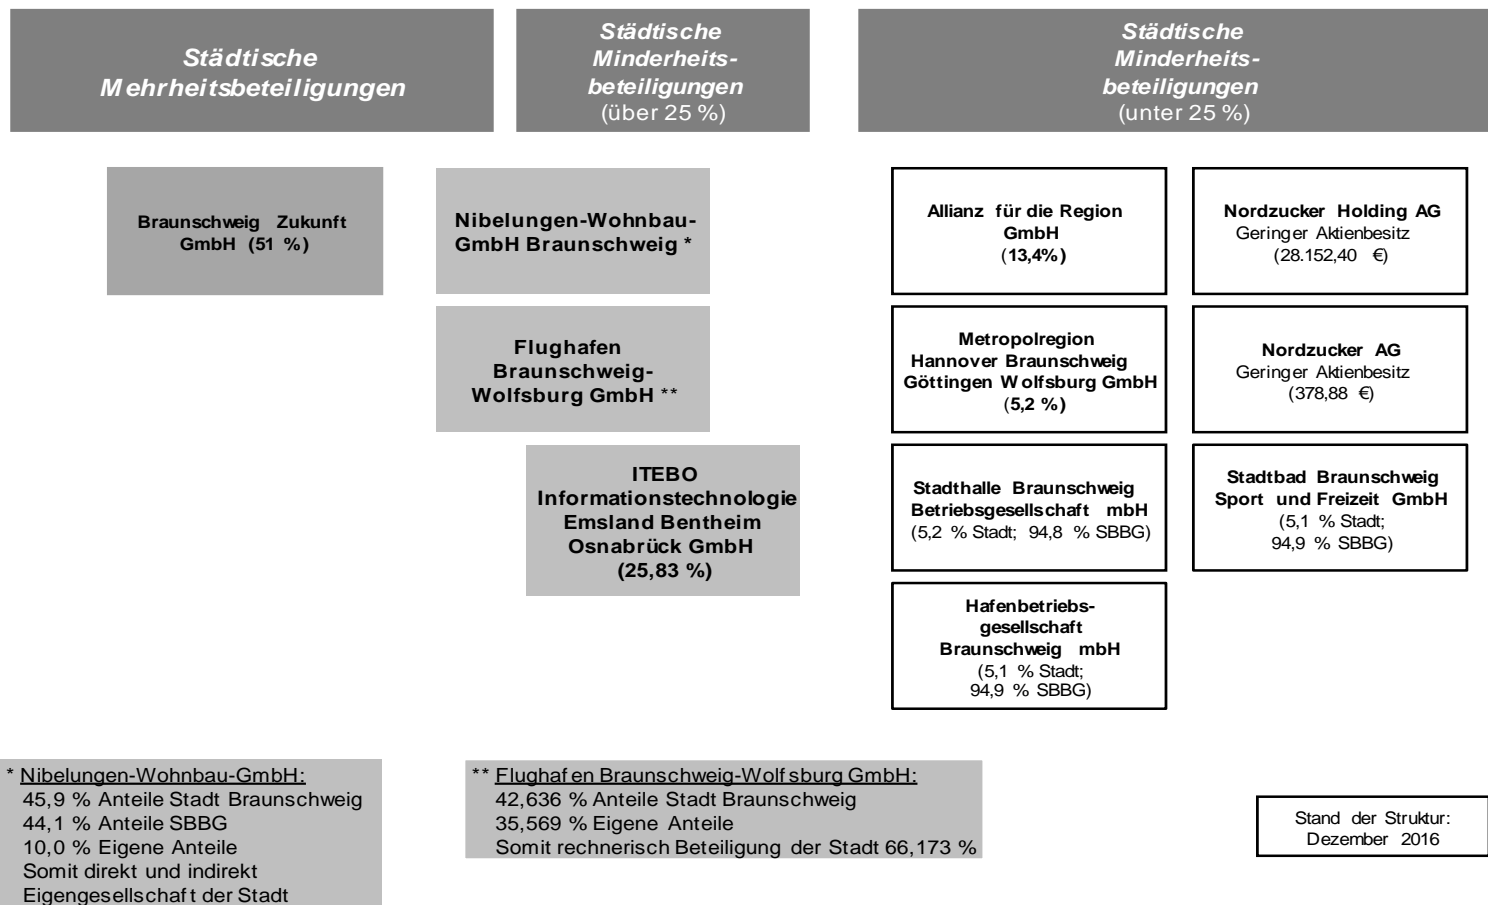 Städtische
Mehrheitsbeteiligungen
Städtische
Minderheits-
beteiligungen
(über 25 %)
Städtische
Minderheits-
beteiligungen
(unter 25 %)
Braunschweig Zukunft
GmbH (51 %)
Nibelungen-Wohnbau-
GmbH Braunschweig *
Flughafen
Braunschweig-
Wolfsburg GmbH **
ITEBO
Informationstechnologie
Emsland Bentheim
Osnabrück GmbH
(25,83 %)
Allianz für die Region
GmbH
(13,4%)
Nordzucker Holding AG
Geringer Aktienbesitz
(28.152,40 €)
Metropolregion
Hannover Braunschweig
Göttingen Wolfsburg GmbH
(5,2 %)
Nordzucker AG
Geringer Aktienbesitz
(378,88 €)
Stadthalle Braunschweig
Betriebsgesellschaft mbH
(5,2 % Stadt; 94,8 % SBBG)
Stadtbad Braunschweig
Sport und Freizeit GmbH
(5,1 % Stadt;
94,9 % SBBG)
Hafenbetriebs-
gesellschaft
Braunschweig mbH
(5,1 % Stadt;
94,9 % SBBG)
* Nibelungen-Wohnbau-GmbH:
45,9 % Anteile Stadt Braunschweig
44,1 % Anteile SBBG
10,0 % Eigene Anteile
Somit direkt und indirekt
Eigengesellschaft der Stadt
** Flughafen Braunschweig-Wolfsburg GmbH:
42,636 % Anteile Stadt Braunschweig
35,569 % Eigene Anteile
Somit rechnerisch Beteiligung der Stadt 66,173 %
Stand der Struktur:
Dezember 2016